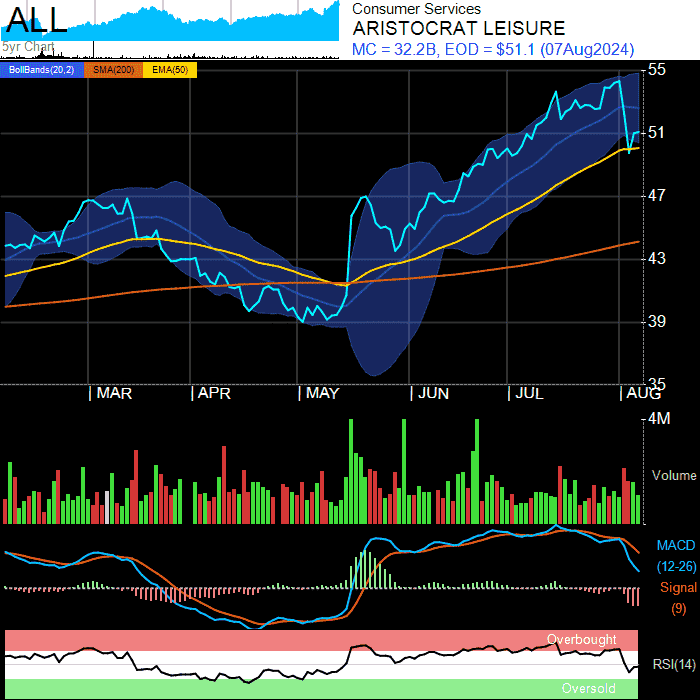 ALL
5yr Chart
Consumer Services
ARISTOCRAT LEISURE
MC = 32.2B, EOD = $51.1 (07Aug2024)
BollBands(20,2) SMA(200) EMA(50)
55
51
47
43
39
35
| MAR | APR | MAY | JUN | JUL | AUG
4M
Volume
MACD
(12-26)
Signal
(9)
Overbought
RSI(14)
Oversold